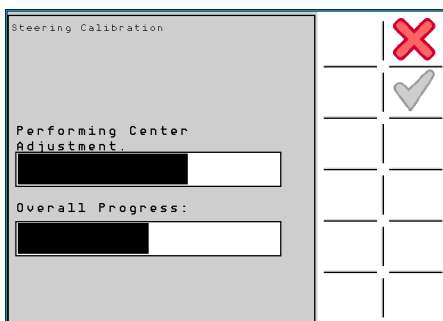 Steering Calibration
Performing Center
Adjustment.
Overall Progress: